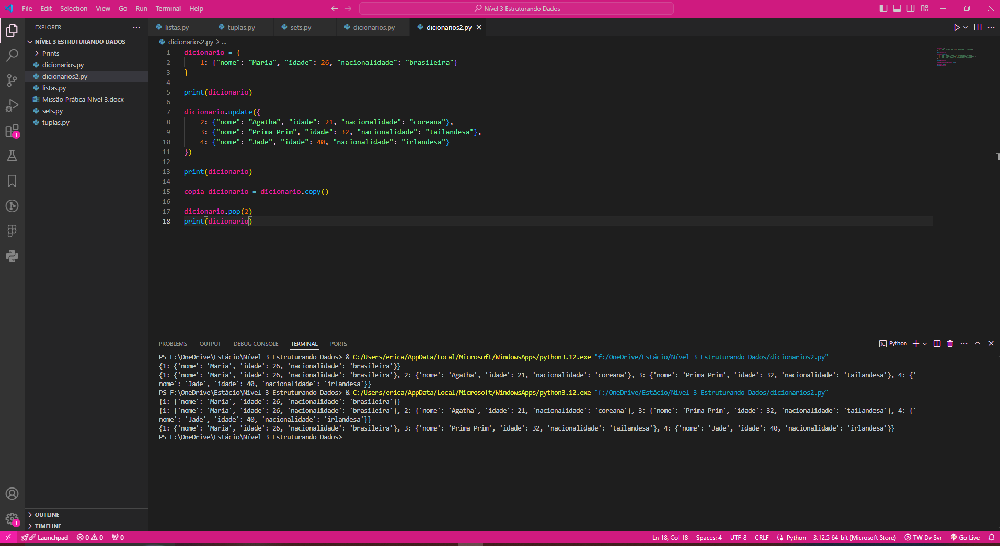 File Edit Selection View Go Run Terminal Help
Nível 3 Estruturando Dados
EXPLORER
NÍVEL 3 ESTRUTURANDO DADOS
Prints
dicionarios.py
dicionarios2.py
listas.py
Missão Prática Nível 3.docx
sets.py
tuplas.py
1
OUTLINE
TIMELINE
1
listas.py tuplas.py sets.py dicionarios.py dicionarios2.py
dicionarios2.py > ...
1 dicionario = {
2     1: {"nome": "Maria", "idade": 26, "nacionalidade": "brasileira"}
3 }
4
5 print(dicionario)
6
7 dicionario.update({
8     2: {"nome": "Agatha", "idade": 21, "nacionalidade": "coreana"},
9     3: {"nome": "Prima Prim", "idade": 32, "nacionalidade": "tailandesa"},
10     4: {"nome": "Jade", "idade": 40, "nacionalidade": "irlandesa"}
11 })
12
13 print(dicionario)
14
15 copia_dicionario = dicionario.copy()
16
17 dicionario.pop(2)
18 print(dicionario)
PROBLEMS OUTPUT DEBUG CONSOLE TERMINAL PORTS
Python
PS F:\OneDrive\Estácio\Nível 3 Estruturando Dados> & C:/Users/erica/AppData/Local/Microsoft/WindowsApps/python3.12.exe "f:/OneDrive/Estácio/Nível 3 Estruturando Dados/dicionarios2.py"
{1: {'nome': 'Maria', 'idade': 26, 'nacionalidade': 'brasileira'}}
{1: {'nome': 'Maria', 'idade': 26, 'nacionalidade': 'brasileira'}, 2: {'nome': 'Agatha', 'idade': 21, 'nacionalidade': 'coreana'}, 3: {'nome': 'Prima Prim', 'idade': 32, 'nacionalidade': 'tailandesa'}, 4: {'
nome': 'Jade', 'idade': 40, 'nacionalidade': 'irlandesa'}}
PS F:\OneDrive\Estácio\Nível 3 Estruturando Dados> & C:/Users/erica/AppData/Local/Microsoft/WindowsApps/python3.12.exe "f:/OneDrive/Estácio/Nível 3 Estruturando Dados/dicionarios2.py"
{1: {'nome': 'Maria', 'idade': 26, 'nacionalidade': 'brasileira'}}
{1: {'nome': 'Maria', 'idade': 26, 'nacionalidade': 'brasileira'}, 2: {'nome': 'Agatha', 'idade': 21, 'nacionalidade': 'coreana'}, 3: {'nome': 'Prima Prim', 'idade': 32, 'nacionalidade': 'tailandesa'}, 4: {'
nome': 'Jade', 'idade': 40, 'nacionalidade': 'irlandesa'}}
{1: {'nome': 'Maria', 'idade': 26, 'nacionalidade': 'brasileira'}, 3: {'nome': 'Prima Prim', 'idade': 32, 'nacionalidade': 'tailandesa'}, 4: {'nome': 'Jade', 'idade': 40, 'nacionalidade': 'irlandesa'}}
PS F:\OneDrive\Estácio\Nível 3 Estruturando Dados>
Launchpad 0 0 0 Ln 18, Col 18 Spaces: 4 UTF-8 CRLF Python 3.12.5 64-bit (Microsoft Store) TW Dv Svr Go Live